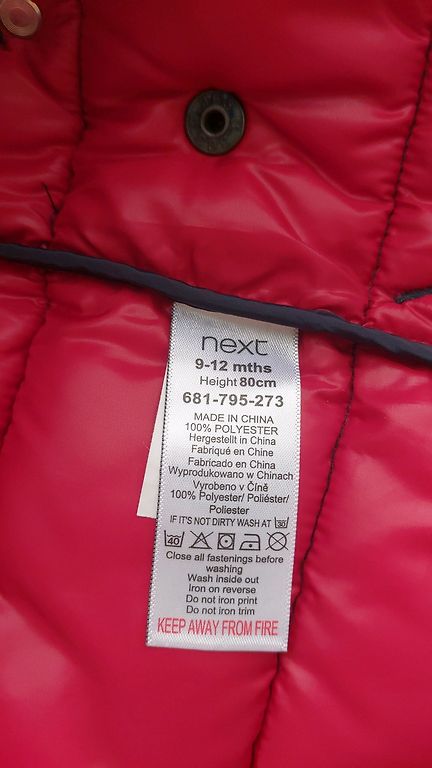 next
9-12 mths
Height 80cm
681-795-273
MADE IN CHINA
100% POLYESTER
Hergestellt in China
Fabriqué en Chine
Fabricado en China
Wyprodukowano w Chinach
Vyrobeno v Číně
100% Polyester/ Poliéster/
Poliester
IF IT'S NOT DIRTY WASH AT 30
40
Close all fastenings before
washing
Wash inside out
Iron on reverse
Do not iron print
Do not iron trim
KEEP AWAY FROM FIRE